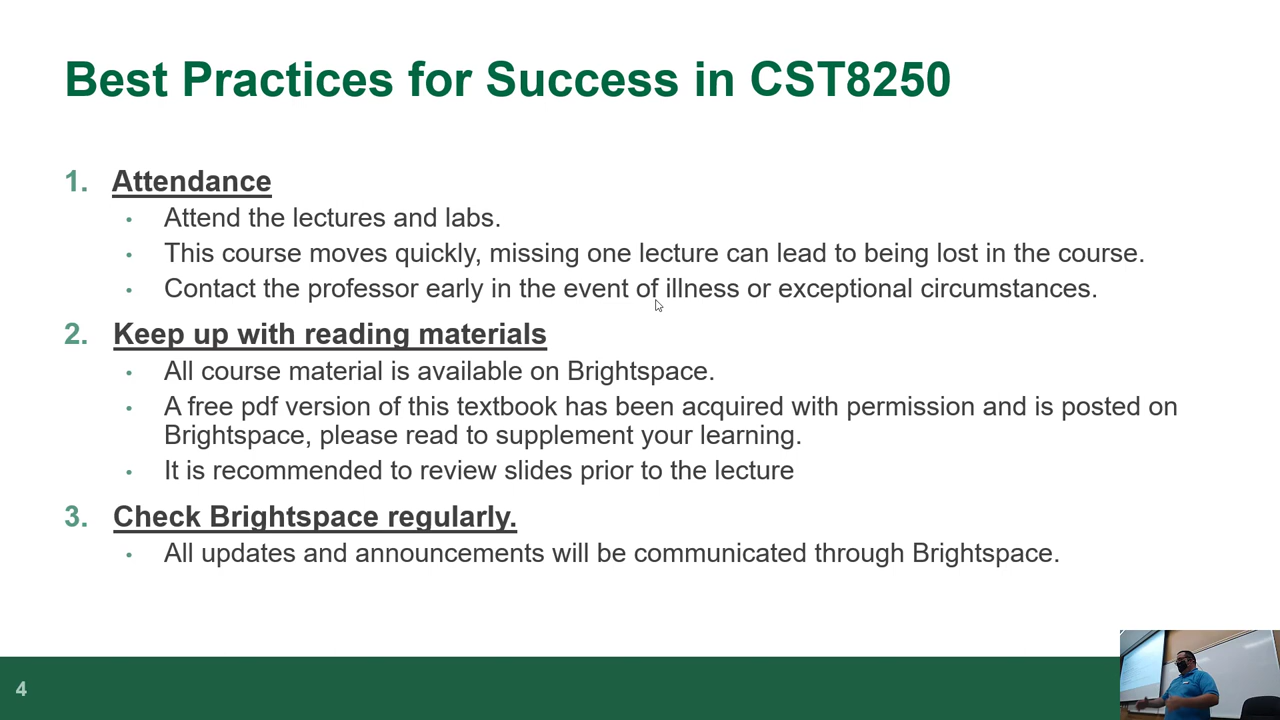 Best Practices for Success in CST8250
1. Attendance
• Attend the lectures and labs.
• This course moves quickly, missing one lecture can lead to being lost in the course.
• Contact the professor early in the event of illness or exceptional circumstances.
2. Keep up with reading materials
• All course material is available on Brightspace.
• A free pdf version of this textbook has been acquired with permission and is posted on
Brightspace, please read to supplement your learning.
• It is recommended to review slides prior to the lecture
3. Check Brightspace regularly.
• All updates and announcements will be communicated through Brightspace.
4